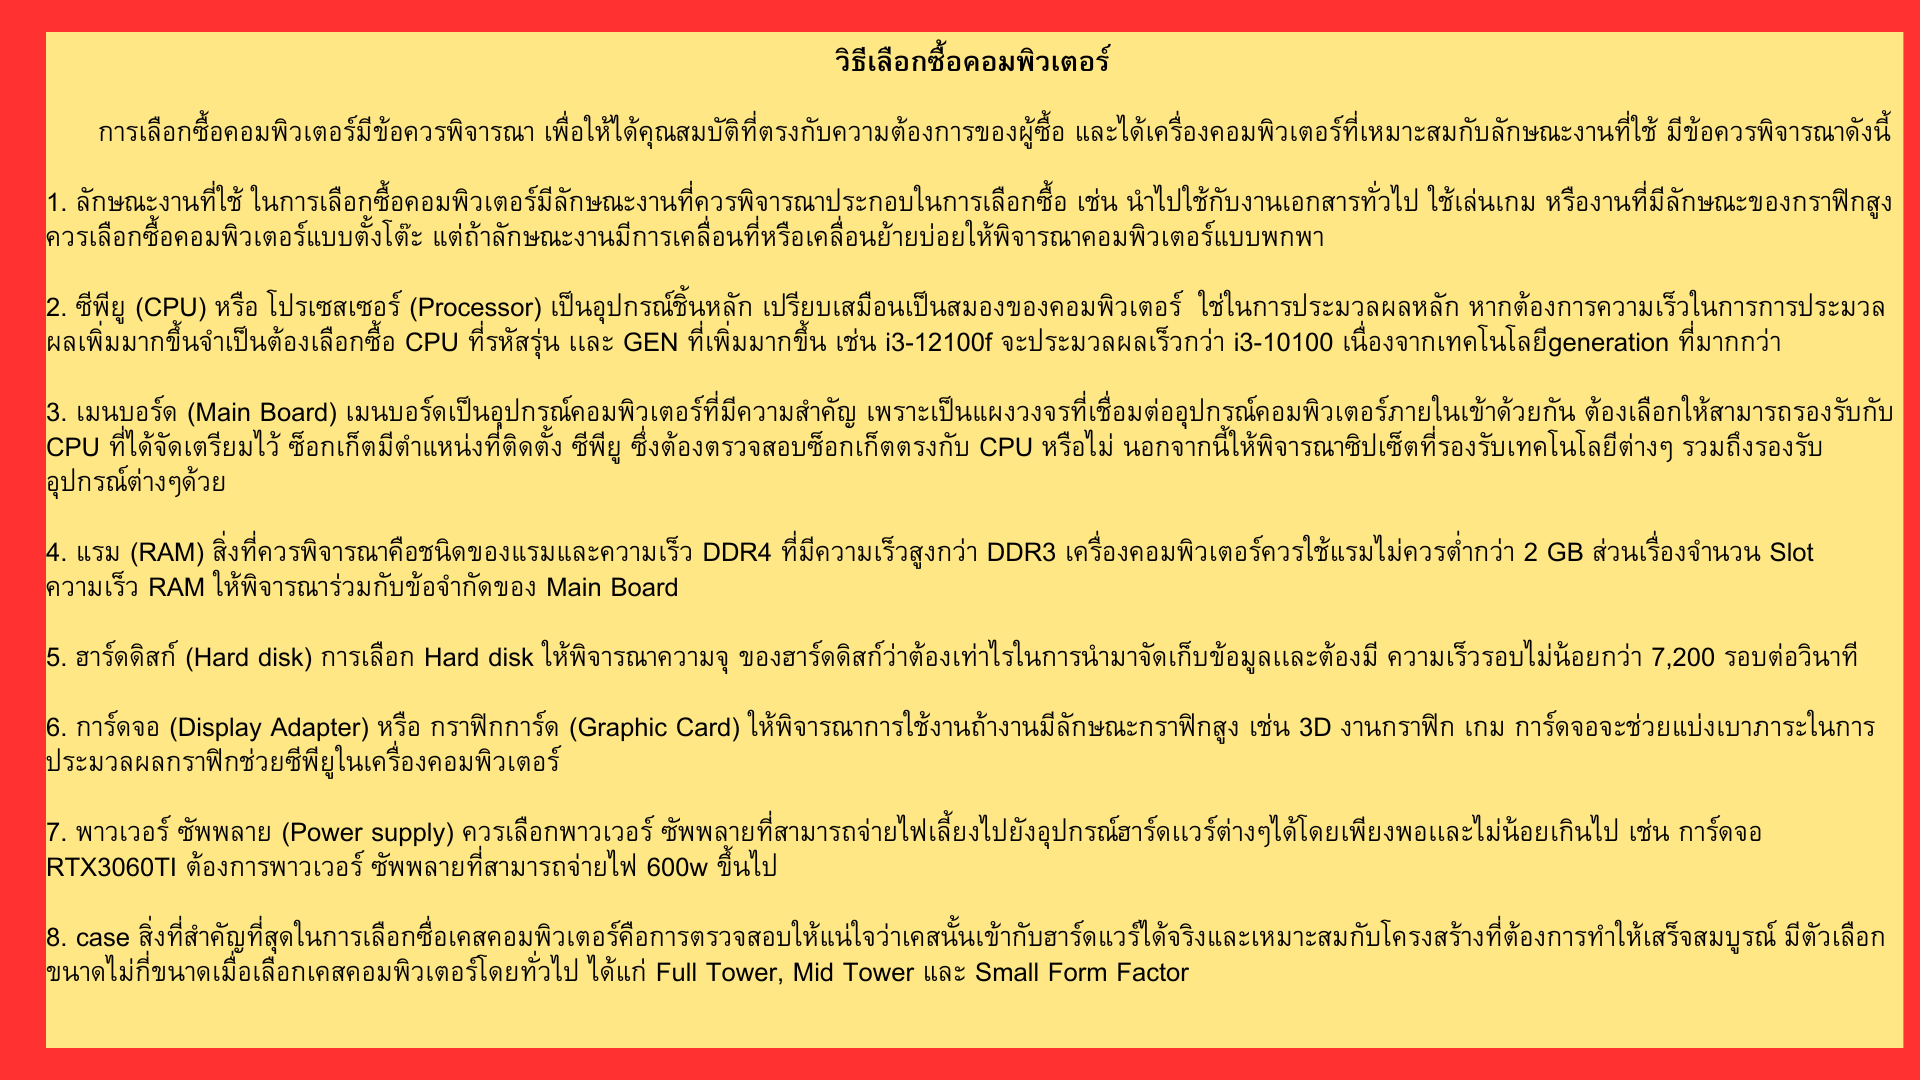 วิธีเลือกซื้อคอมพิวเตอร์
การเลือกซื้อคอมพิวเตอร์มีข้อควรพิจารณา เพื่อให้ได้คุณสมบัติที่ตรงกับความต้องการของผู้ซื้อ และได้เครื่องคอมพิวเตอร์ที่เหมาะสมกับลักษณะงานที่ใช้ มีข้อควรพิจารณาดังนี้
1. ลักษณะงานที่ใช้ ในการเลือกซื้อคอมพิวเตอร์มีลักษณะงานที่ควรพิจารณาประกอบในการเลือกซื้อ เช่น นำไปใช้กับงานเอกสารทั่วไป ใช้เล่นเกม หรืองานที่มีลักษณะของกราฟิกสูง
ควรเลือกซื้อคอมพิวเตอร์แบบตั้งโต๊ะ แต่ถ้าลักษณะงานมีการเคลื่อนที่หรือเคลื่อนย้ายบ่อยให้พิจารณาคอมพิวเตอร์แบบพกพา
2. ซีพียู (CPU) หรือ โปรเซสเซอร์ (Processor) เป็นอุปกรณ์ชิ้นหลัก เปรียบเสมือนเป็นสมองของคอมพิวเตอร์ ใช่ในการประมวลผลหลัก หากต้องการความเร็วในการการประมวล
ผลเพิ่มมากขึ้นจำเป็นต้องเลือกซื้อ CPU ที่รหัสรุ่น และ GEN ที่เพิ่มมากขึ้น เช่น i3-12100f จะประมวลผลเร็วกว่า i3-10100 เนื่องจากเทคโนโลยีgeneration ที่มากกว่า
3. เมนบอร์ด (Main Board) เมนบอร์ดเป็นอุปกรณ์คอมพิวเตอร์ที่มีความสำคัญ เพราะเป็นแผงวงจรที่เชื่อมต่ออุปกรณ์คอมพิวเตอร์ภายในเข้าด้วยกัน ต้องเลือกให้สามารถรองรับกับ
CPU ที่ได้จัดเตรียมไว้ ซ็อกเก็ตมีตำแหน่งที่ติดตั้ง ซีพียู ซึ่งต้องตรวจสอบซ็อกเก็ตตรงกับ CPU หรือไม่ นอกจากนี้ให้พิจารณาซิปเซ็ตที่รองรับเทคโนโลยีต่างๆ รวมถึงรองรับ
อุปกรณ์ต่างๆด้วย
4. แรม (RAM) สิ่งที่ควรพิจารณาคือชนิดของแรมและความเร็ว DDR4 ที่มีความเร็วสูงกว่า DDR3 เครื่องคอมพิวเตอร์ควรใช้แรมไม่ควรต่ำกว่า 2 GB ส่วนเรื่องจำนวน Slot
ความเร็ว RAM ให้พิจารณาร่วมกับข้อจำกัดของ Main Board
5. ฮาร์ดดิสก์ (Hard disk) การเลือก Hard disk ให้พิจารณาความจุ ของฮาร์ดดิสก์ว่าต้องเท่าไรในการนำมาจัดเก็บข้อมูลและต้องมี ความเร็วรอบไม่น้อยกว่า 7,200 รอบต่อวินาที
6. การ์ดจอ (Display Adapter) หรือ กราฟิกการ์ด (Graphic Card) ให้พิจารณาการใช้งานถ้างานมีลักษณะกราฟิกสูง เช่น 3D งานกราฟิก เกม การ์ดจอจะช่วยแบ่งเบาภาระในการ
ประมวลผลกราฟิกช่วยซีพียูในเครื่องคอมพิวเตอร์
7. พาวเวอร์ ซัพพลาย (Power supply) ควรเลือกพาวเวอร์ ซัพพลายที่สามารถจ่ายไฟเลี้ยงไปยังอุปกรณ์ฮาร์ดแวร์ต่างๆได้โดยเพียงพอและไม่น้อยเกินไป เช่น การ์ดจอ
RTX3060TI ต้องการพาวเวอร์ ซัพพลายที่สามารถจ่ายไฟ 600w ขึ้นไป
8. case สิ่งที่สำคัญที่สุดในการเลือกซื่อเคสคอมพิวเตอร์คือการตรวจสอบให้แน่ใจว่าเคสนั้นเข้ากับฮาร์ดแวร์ได้จริงและเหมาะสมกับโครงสร้างที่ต้องการทำให้เสร็จสมบูรณ์ มีตัวเลือก
ขนาดไม่กี่ขนาดเมื่อเลือกเคสคอมพิวเตอร์โดยทั่วไป ได้แก่ Full Tower, Mid Tower และ Small Form Factor